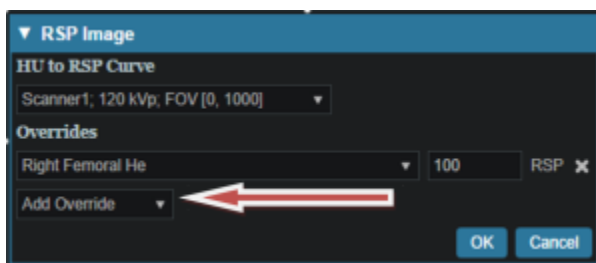 ▼ RSP Image
HU to RSP Curve
Scanner1; 120 kVp; FOV [0, 1000] ▼
Overrides
Right Femoral He ▼ 100 RSP ✖
Add Override ▼
OK Cancel